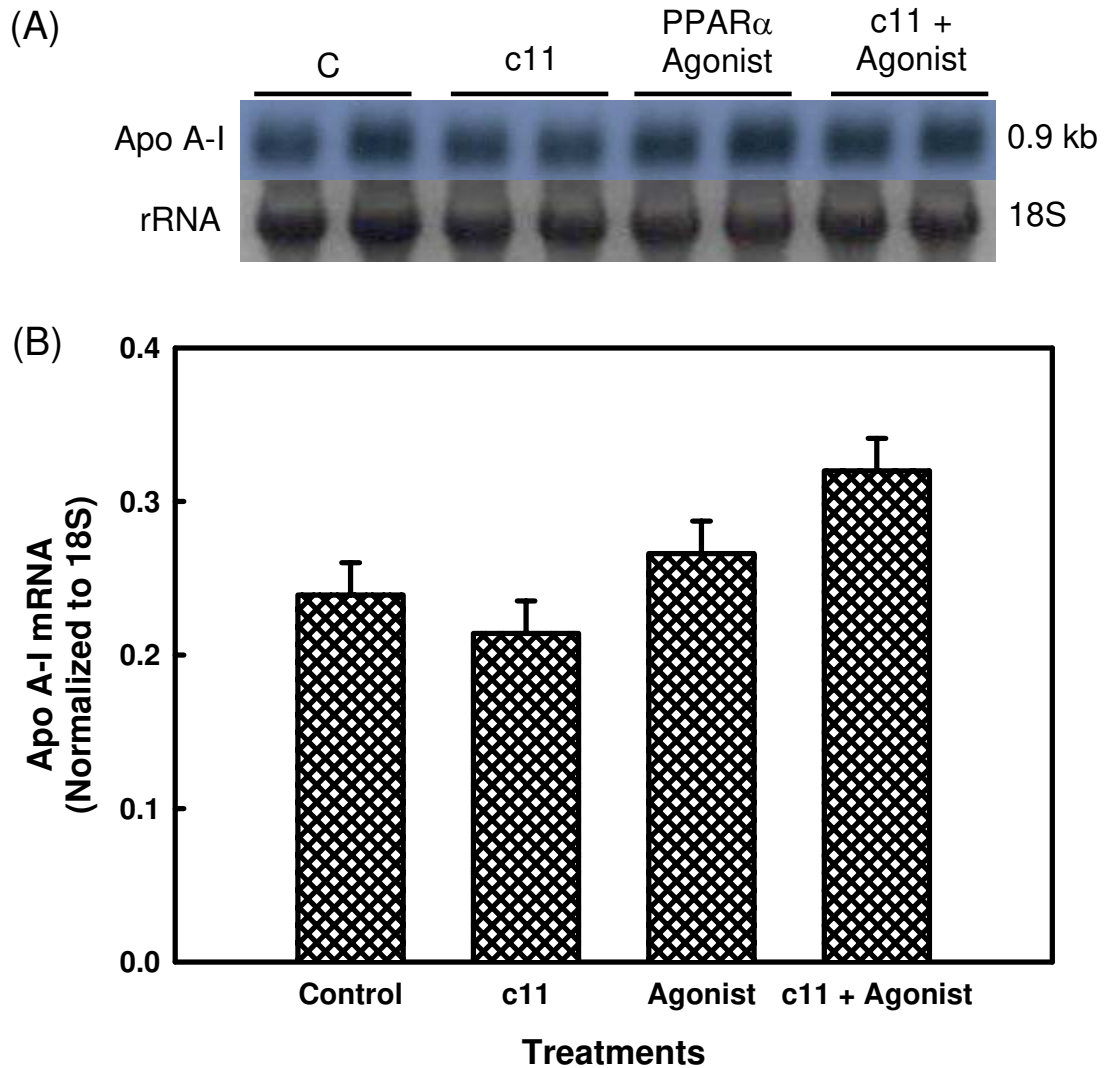 (A)
C
c11
PPARα
Agonist
c11 +
Agonist
Apo A-I
0.9 kb
rRNA
18S
(B)
Apo A-I mRNA
(Normalized to 18S)
0.4
0.3
0.2
0.1
0.0
Control
c11
Agonist
c11 + Agonist
Treatments